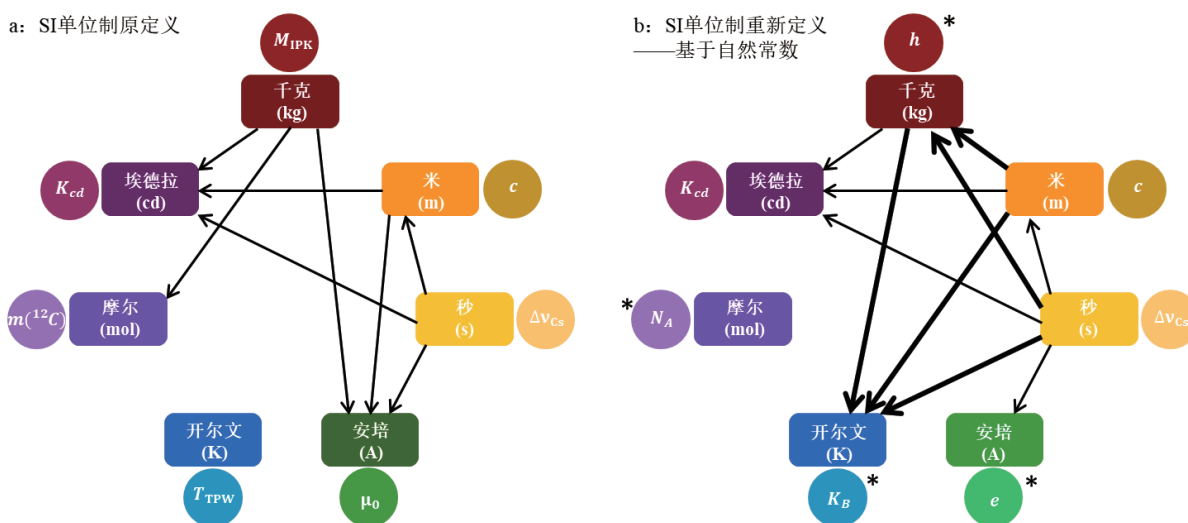 a：SI单位制原定义
M_IPK
千克
(kg)
K_cd
埃德拉
(cd)
米
(m)
c
m(¹²C)
摩尔
(mol)
秒
(s)
Δν_Cs
开尔文
(K)
T_TPW
安培
(A)
μ₀
b：SI单位制重新定义
——基于自然常数
h *
千克
(kg)
K_cd
埃德拉
(cd)
米
(m)
c
* N_A
摩尔
(mol)
秒
(s)
Δν_Cs
开尔文
(K)
K_B *
安培
(A)
e *